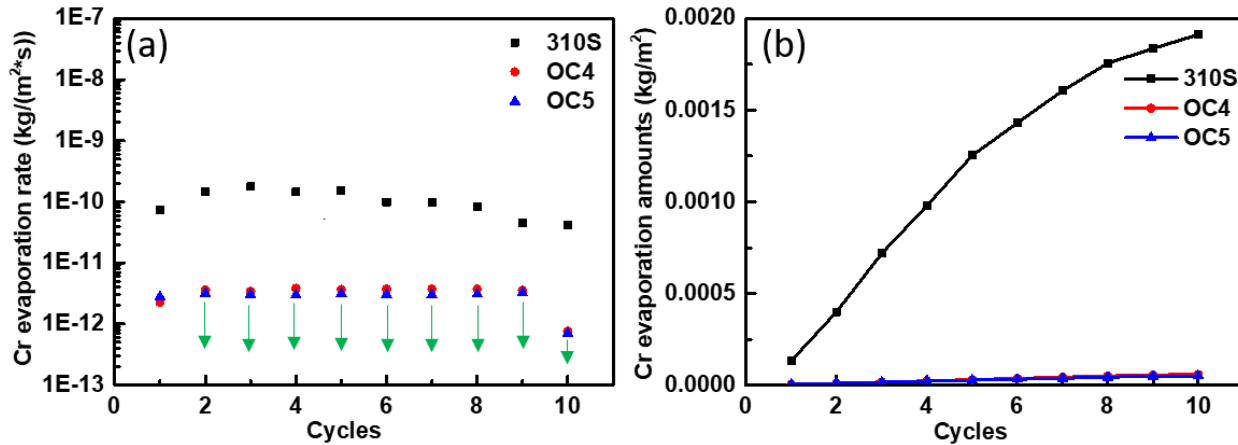 (a)
310S
OC4
OC5
Cr evaporation rate (kg/(m²*s))
1E-7
1E-8
1E-9
1E-10
1E-11
1E-12
1E-13
0 2 4 6 8 10
Cycles
(b)
310S
OC4
OC5
Cr evaporation amounts (kg/m²)
0.0020
0.0015
0.0010
0.0005
0.0000
0 2 4 6 8 10
Cycles